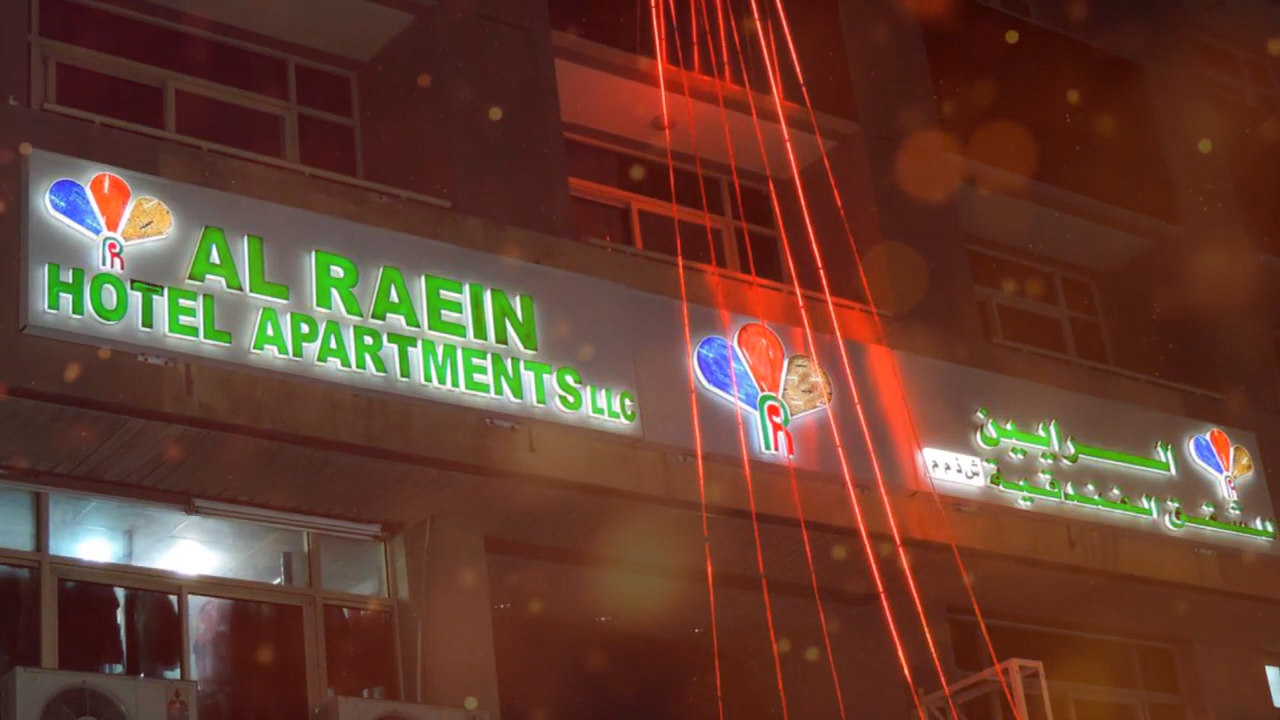 AL RAEIN
HOTEL APARTMENTS LLC
الرايين
للشقق الفندقية
ش ذ م م